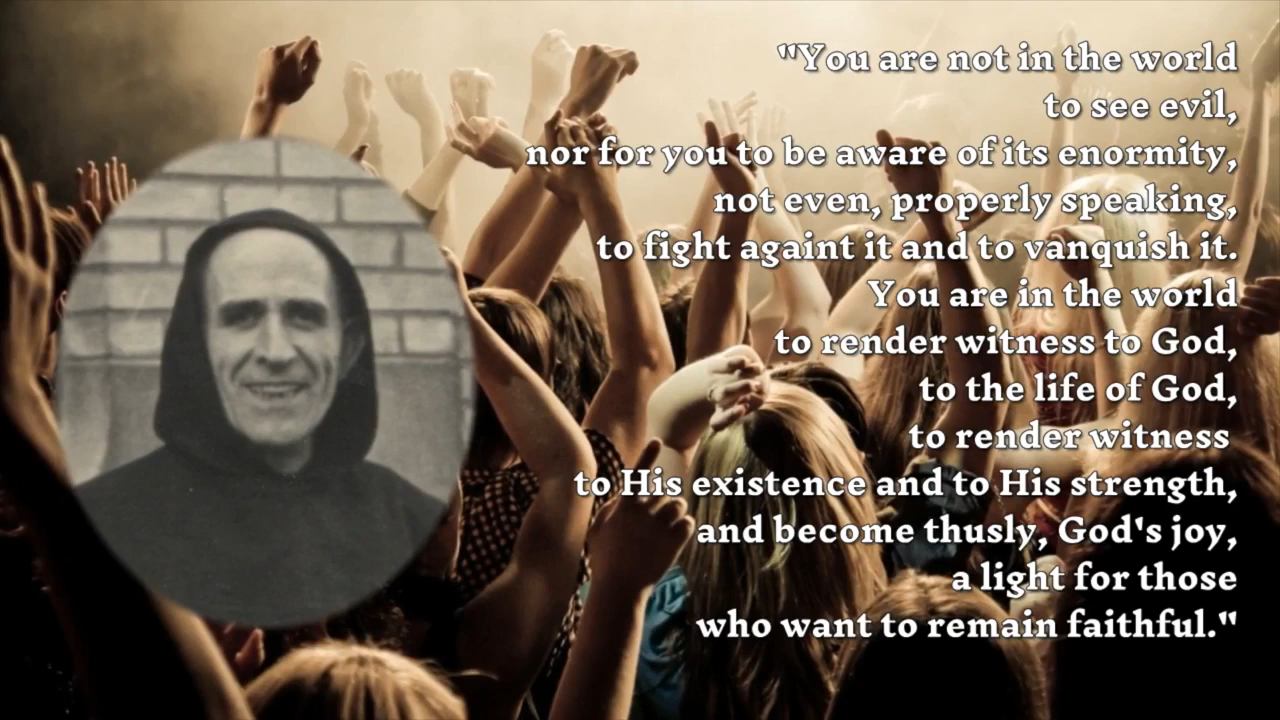 "You are not in the world
to see evil,
nor for you to be aware of its enormity,
not even, properly speaking,
to fight againt it and to vanquish it.
You are in the world
to render witness to God,
to the life of God,
to render witness
to His existence and to His strength,
and become thusly, God's joy,
a light for those
who want to remain faithful."